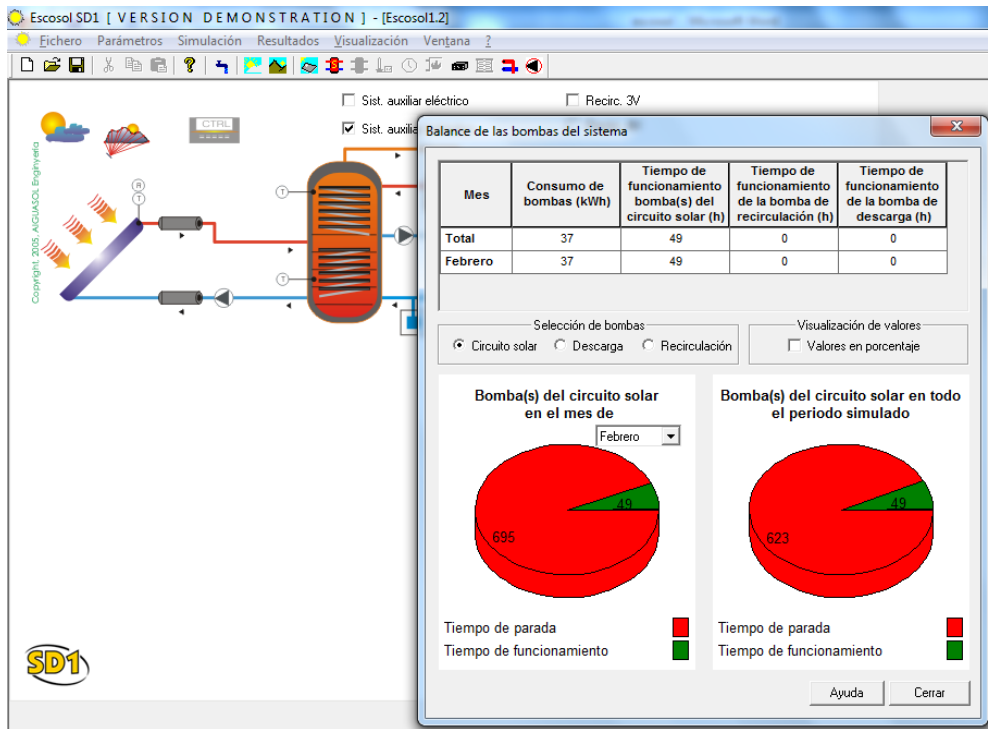 Escosol SD1 [ V E R S I O N  D E M O N S T R A T I O N ] - [Escosol1.2]
Fichero Parámetros Simulación Resultados Visualización Ventana ?
Sist. auxiliar eléctrico
Recirc. 3V
Sist. auxilia
CTRL
Copyright, 2005, AIGUASOL Enginyeria
R
T
T
T
SD1
Balance de las bombas del sistema
Mes
Consumo de
bombas (kWh)
Tiempo de
funcionamiento
bomba(s) del
circuito solar (h)
Tiempo de
funcionamiento
de la bomba de
recirculación (h)
Tiempo de
funcionamiento
de la bomba de
descarga (h)
Total 37 49 0 0
Febrero 37 49 0 0
Selección de bombas
Circuito solar Descarga Recirculación
Visualización de valores
Valores en porcentaje
Bomba(s) del circuito solar
en el mes de
Febrero
49
695
Tiempo de parada
Tiempo de funcionamiento
Bomba(s) del circuito solar en todo
el periodo simulado
49
623
Tiempo de parada
Tiempo de funcionamiento
Ayuda Cerrar